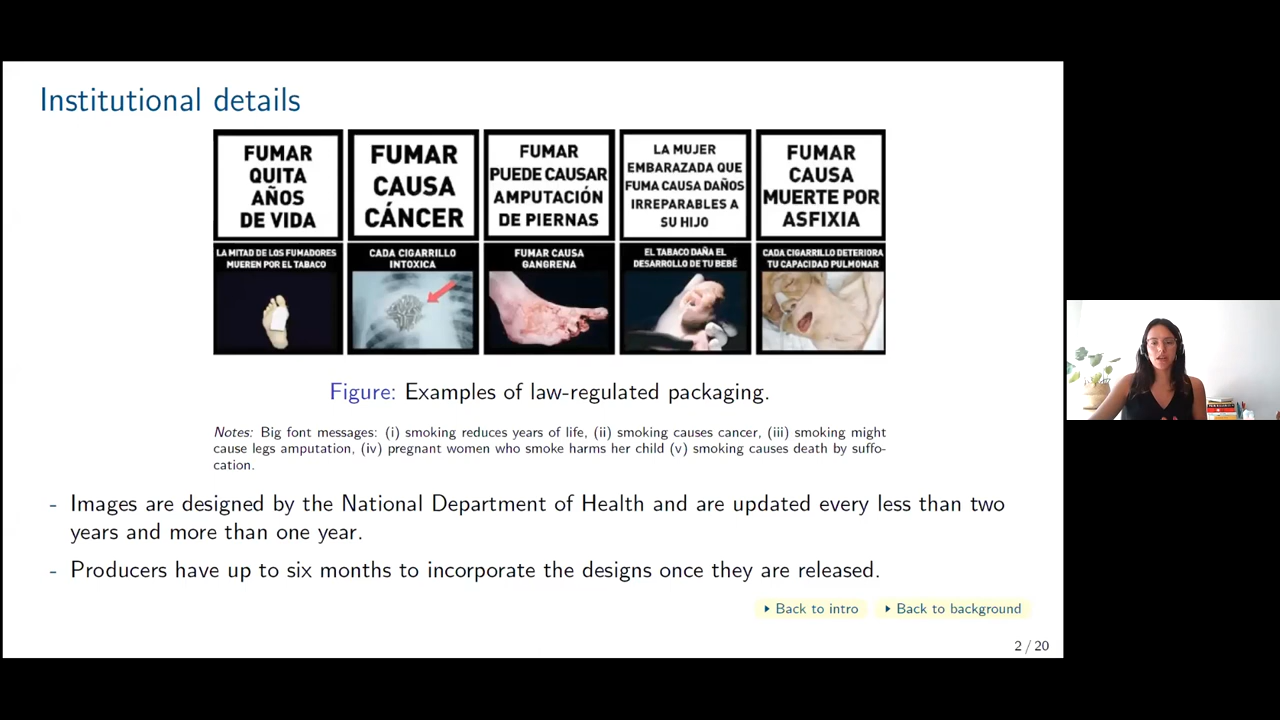 Institutional details
FUMAR
QUITA
AÑOS
DE VIDA
FUMAR
CAUSA
CÁNCER
FUMAR
PUEDE CAUSAR
AMPUTACIÓN
DE PIERNAS
LA MUJER
EMBARAZADA QUE
FUMA CAUSA DAÑOS
IRREPARABLES A
SU HIJO
FUMAR
CAUSA
MUERTE POR
ASFIXIA
LA MITAD DE LOS FUMADORES
MUEREN POR EL TABACO
CADA CIGARRILLO
INTOXICA
FUMAR CAUSA
GANGRENA
EL TABACO DAÑA EL
DESARROLLO DE TU BEBÉ
CADA CIGARRILLO DETERIORA
TU CAPACIDAD PULMONAR
Figure: Examples of law-regulated packaging.
Notes: Big font messages: (i) smoking reduces years of life, (ii) smoking causes cancer, (iii) smoking might
cause legs amputation, (iv) pregnant women who smoke harms her child (v) smoking causes death by suffo-
cation.
- Images are designed by the National Department of Health and are updated every less than two
years and more than one year.
- Producers have up to six months to incorporate the designs once they are released.
Back to intro
Back to background
2 / 20